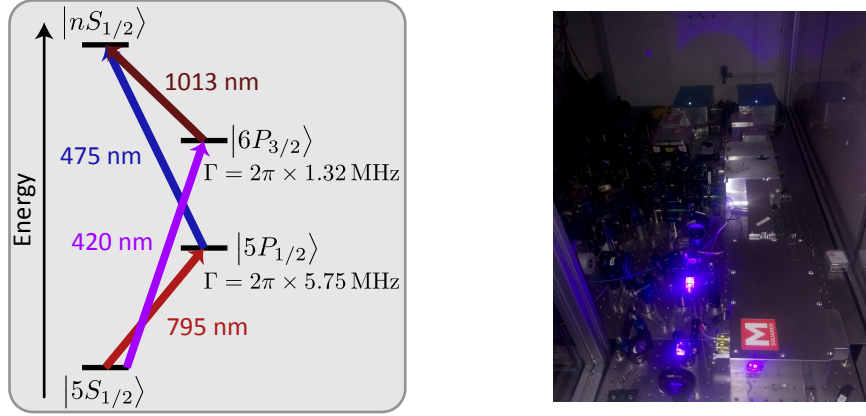 |nS₁/₂⟩
1013 nm
|6P₃/₂⟩
475 nm
Γ = 2π × 1.32 MHz
Energy
420 nm
|5P₁/₂⟩
Γ = 2π × 5.75 MHz
795 nm
|5S₁/₂⟩
M
SQUARED